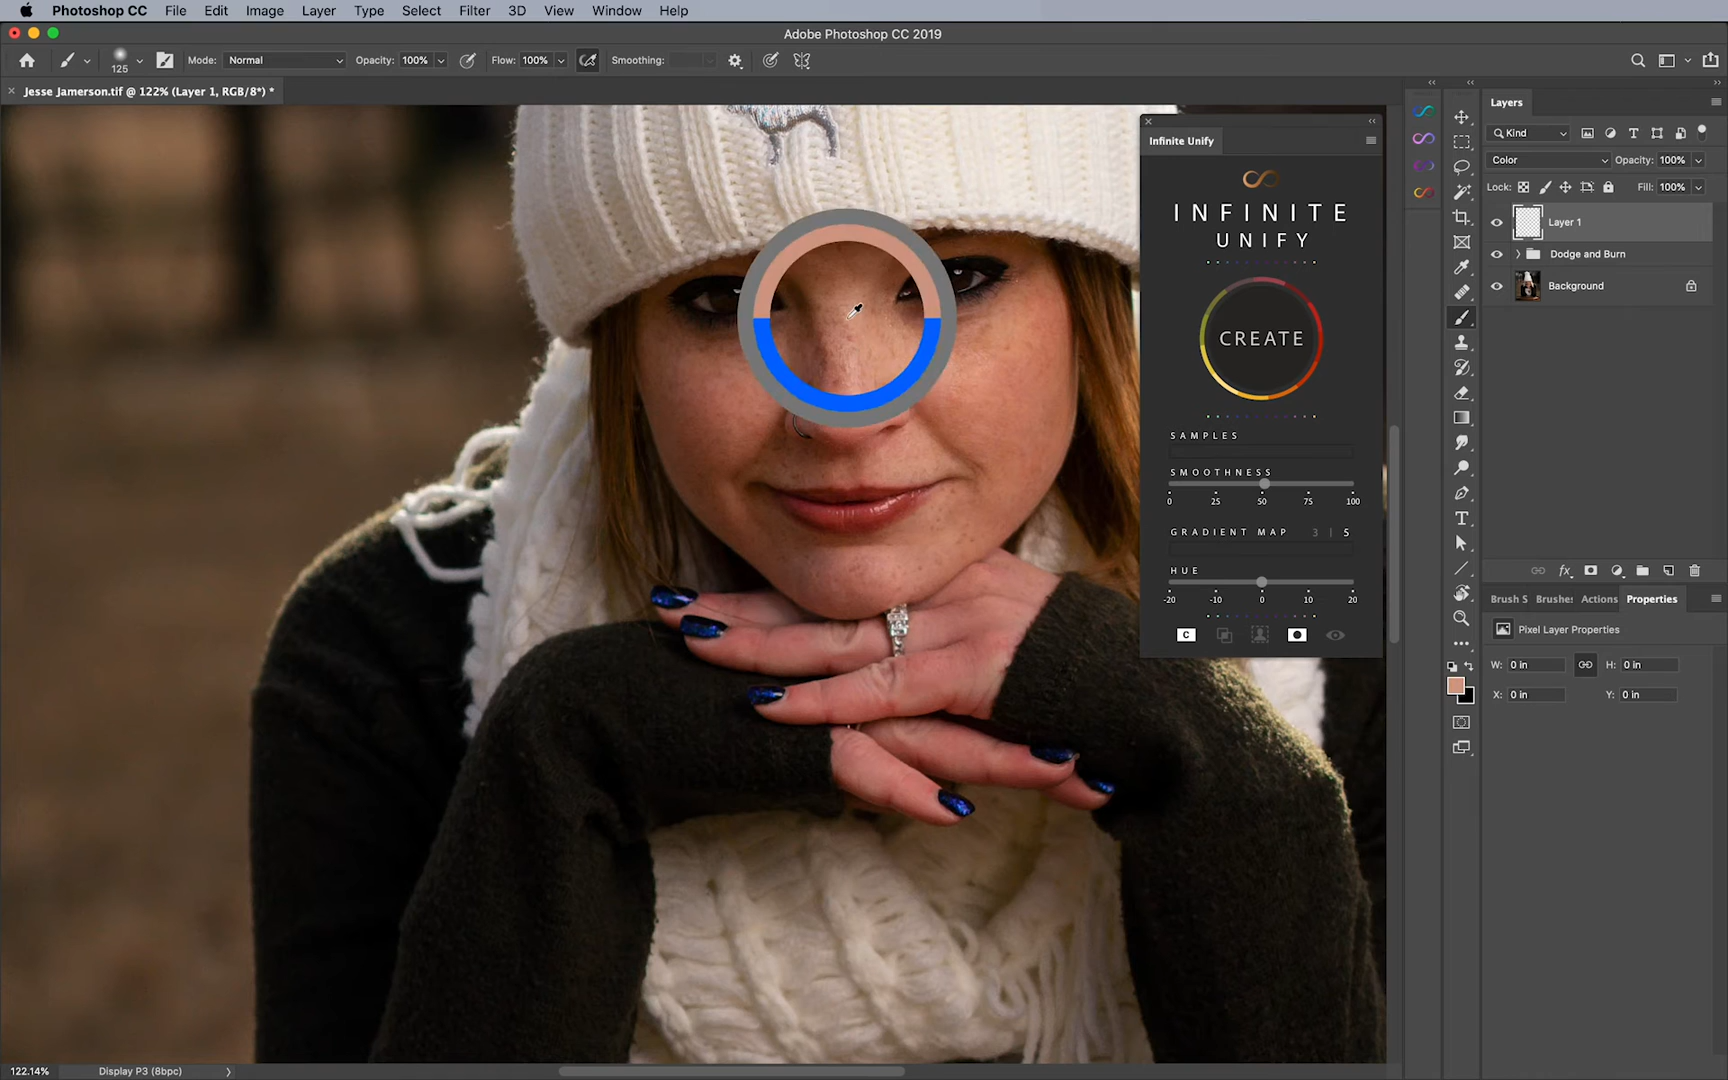 Photoshop CC File Edit Image Layer Type Select Filter 3D View Window Help
Adobe Photoshop CC 2019
125 Mode: Normal Opacity: 100% Flow: 100% Smoothing:
× Jesse Jamerson.tif @ 122% (Layer 1, RGB/8*) *
Infinite Unify
INFINITE
UNIFY
CREATE
SAMPLES
SMOOTHNESS
0 25 50 75 100
GRADIENT MAP 3 | 5
HUE
-20 -10 0 10 20
C
Layers
Kind
Color Opacity: 100%
Lock: Fill: 100%
Layer 1
Dodge and Burn
Background
fx
Brush S Brushe: Actions Properties
Pixel Layer Properties
W: 0 in H: 0 in
X: 0 in Y: 0 in
122.14% Display P3 (8bpc)